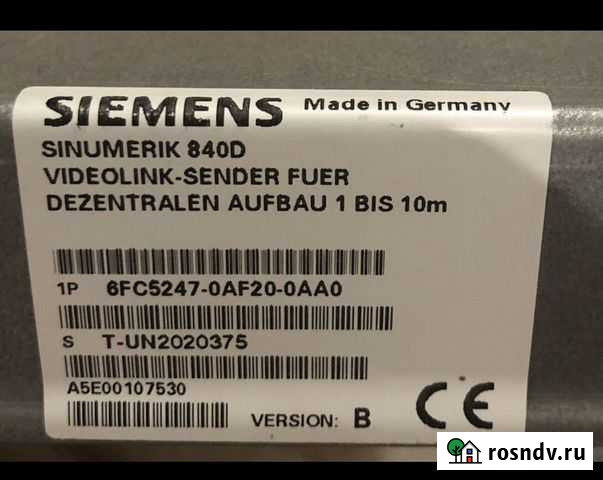 SIEMENS Made in Germany
SINUMERIK 840D
VIDEOLINK-SENDER FUER
DEZENTRALEN AUFBAU 1 BIS 10m
1P 6FC5247-0AF20-0AA0
S T-UN2020375
A5E00107530
VERSION: B CE
rosndv.ru